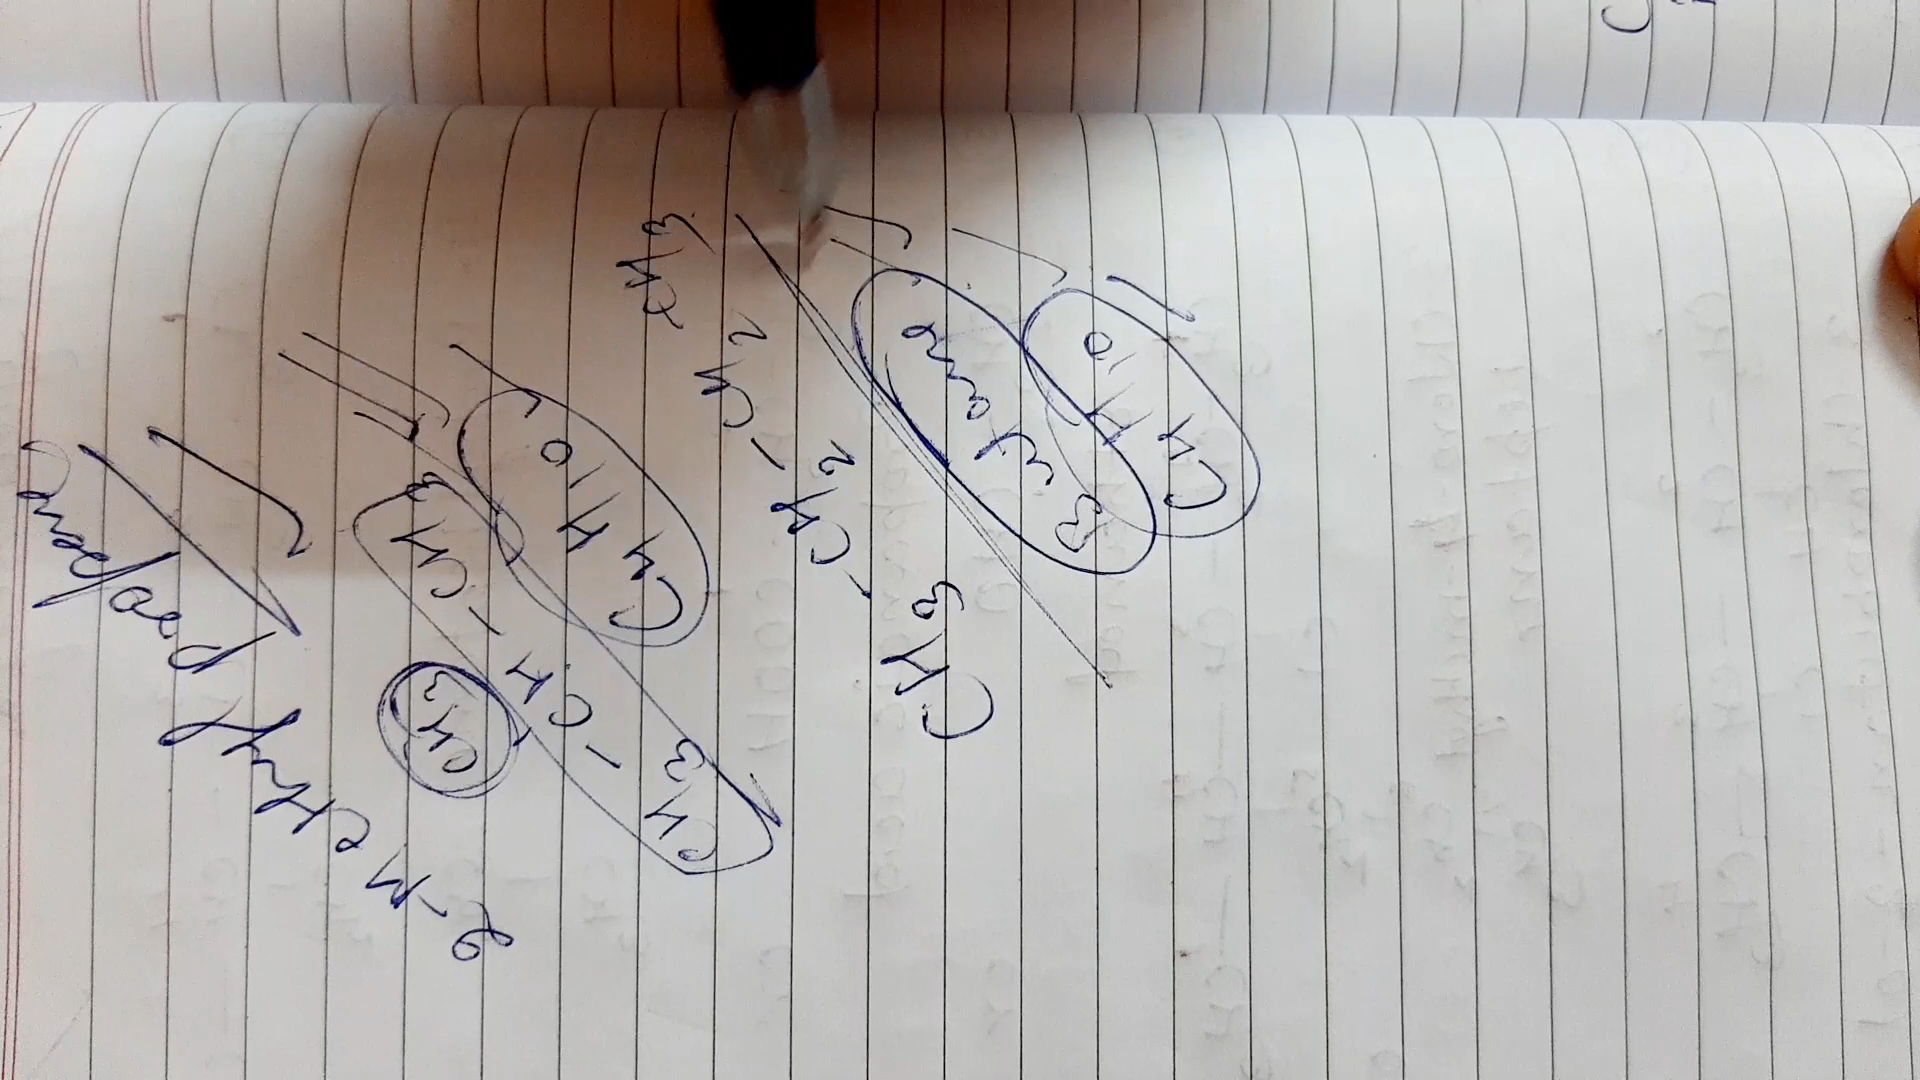 C4H10
Butane
CH3-CH2-CH2-CH3
C4H10
CH3-CH-CH3
CH3
2-Methyl propane